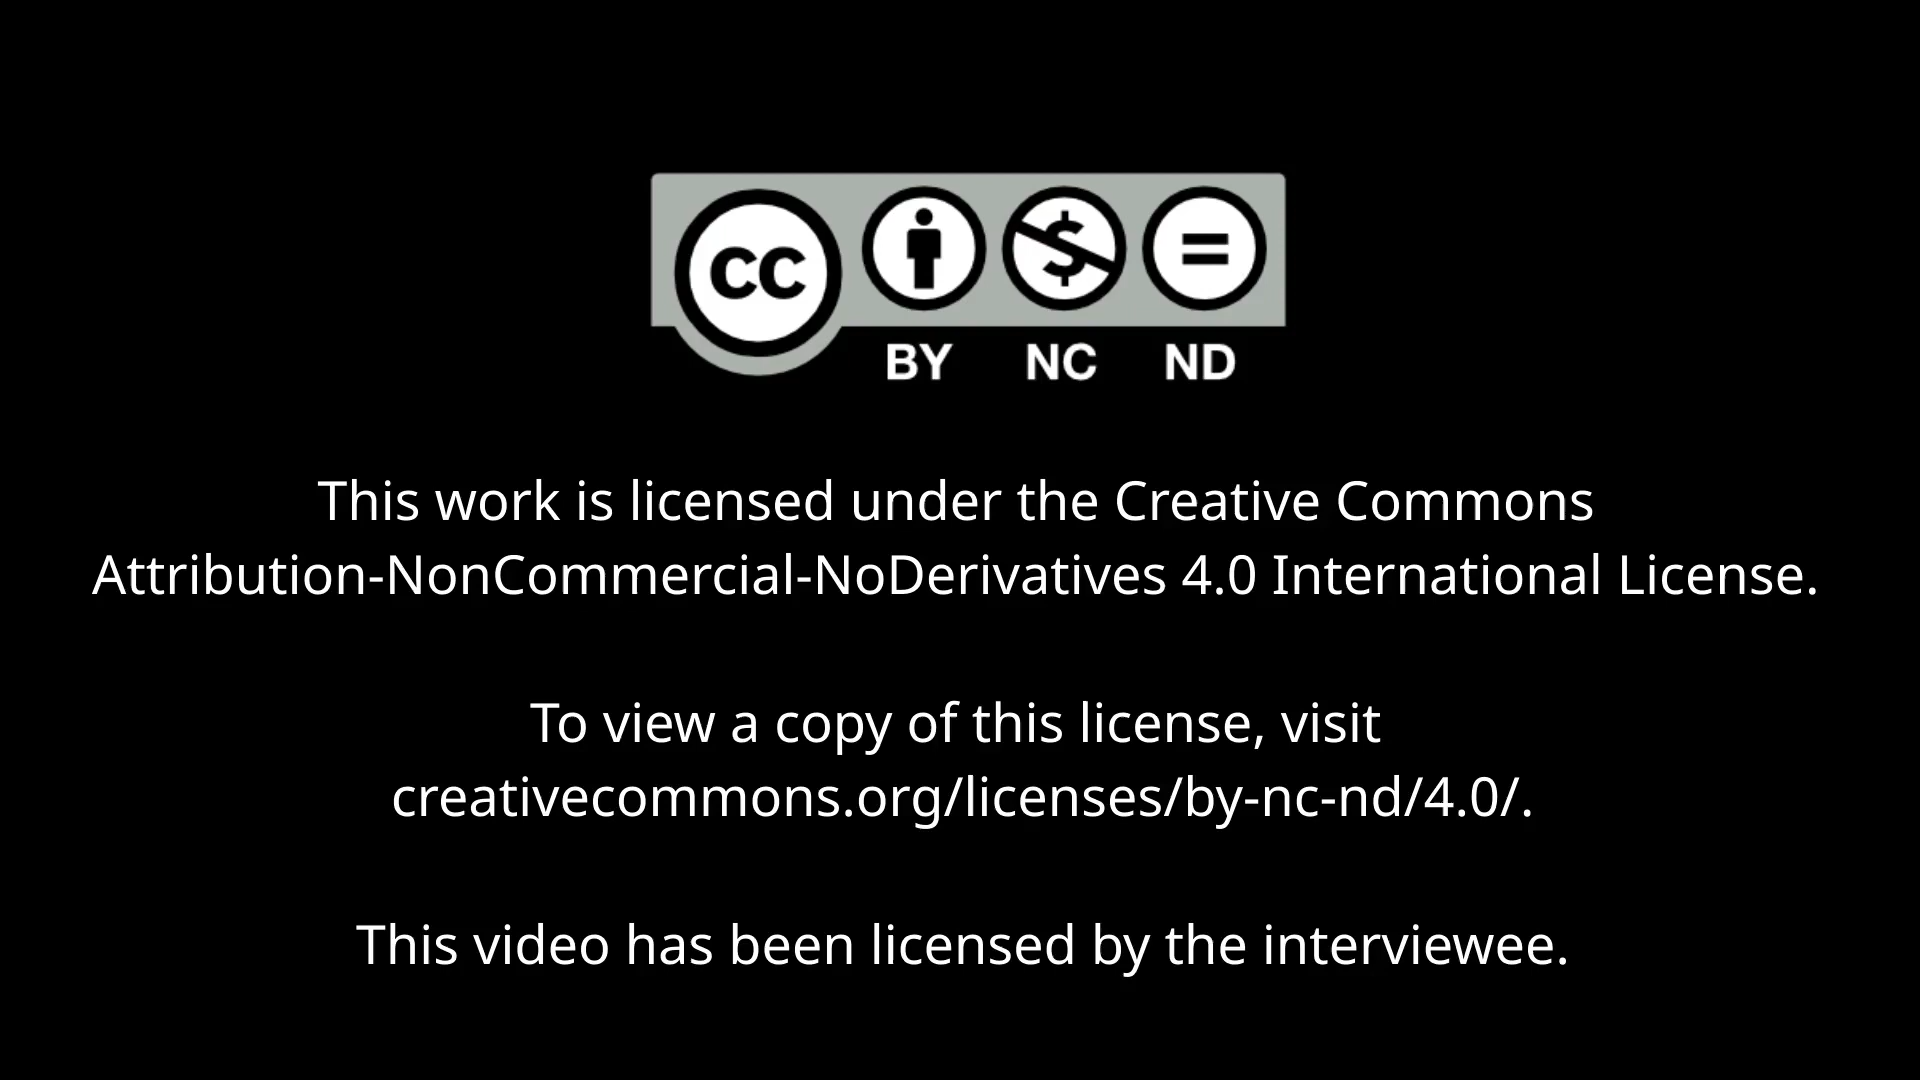 CC
BY NC ND
This work is licensed under the Creative Commons
Attribution-NonCommercial-NoDerivatives 4.0 International License.
To view a copy of this license, visit
creativecommons.org/licenses/by-nc-nd/4.0/.
This video has been licensed by the interviewee.